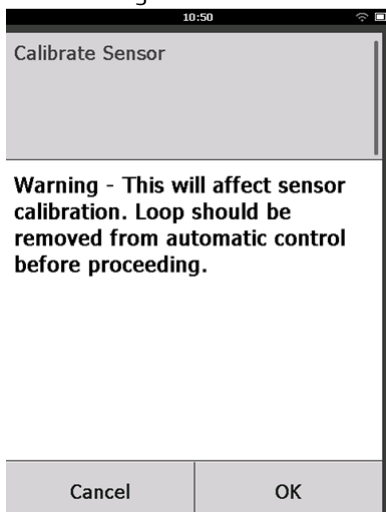 10:50
Calibrate Sensor
Warning - This will affect sensor
calibration. Loop should be
removed from automatic control
before proceeding.
Cancel
OK